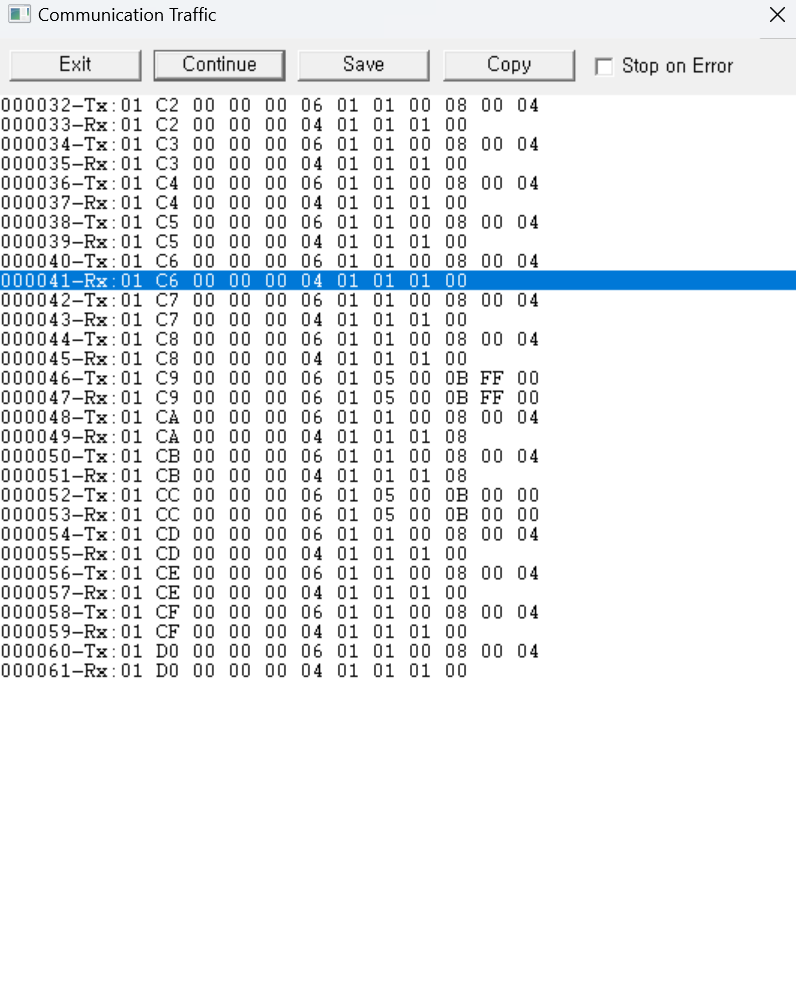 Communication Traffic
Exit Continue Save Copy Stop on Error
000032-Tx:01 C2 00 00 00 06 01 01 00 08 00 04
000033-Rx:01 C2 00 00 00 04 01 01 01 00
000034-Tx:01 C3 00 00 00 06 01 01 00 08 00 04
000035-Rx:01 C3 00 00 00 04 01 01 01 00
000036-Tx:01 C4 00 00 00 06 01 01 00 08 00 04
000037-Rx:01 C4 00 00 00 04 01 01 01 00
000038-Tx:01 C5 00 00 00 06 01 01 00 08 00 04
000039-Rx:01 C5 00 00 00 04 01 01 01 00
000040-Tx:01 C6 00 00 00 06 01 01 00 08 00 04
000041-Rx:01 C6 00 00 00 04 01 01 01 00
000042-Tx:01 C7 00 00 00 06 01 01 00 08 00 04
000043-Rx:01 C7 00 00 00 04 01 01 01 00
000044-Tx:01 C8 00 00 00 06 01 01 00 08 00 04
000045-Rx:01 C8 00 00 00 04 01 01 01 00
000046-Tx:01 C9 00 00 00 06 01 05 00 0B FF 00
000047-Rx:01 C9 00 00 00 06 01 05 00 0B FF 00
000048-Tx:01 CA 00 00 00 06 01 01 00 08 00 04
000049-Rx:01 CA 00 00 00 04 01 01 01 08
000050-Tx:01 CB 00 00 00 06 01 01 00 08 00 04
000051-Rx:01 CB 00 00 00 04 01 01 01 08
000052-Tx:01 CC 00 00 00 06 01 05 00 0B 00 00
000053-Rx:01 CC 00 00 00 06 01 05 00 0B 00 00
000054-Tx:01 CD 00 00 00 06 01 01 00 08 00 04
000055-Rx:01 CD 00 00 00 04 01 01 01 00
000056-Tx:01 CE 00 00 00 06 01 01 00 08 00 04
000057-Rx:01 CE 00 00 00 04 01 01 01 00
000058-Tx:01 CF 00 00 00 06 01 01 00 08 00 04
000059-Rx:01 CF 00 00 00 04 01 01 01 00
000060-Tx:01 D0 00 00 00 06 01 01 00 08 00 04
000061-Rx:01 D0 00 00 00 04 01 01 01 00